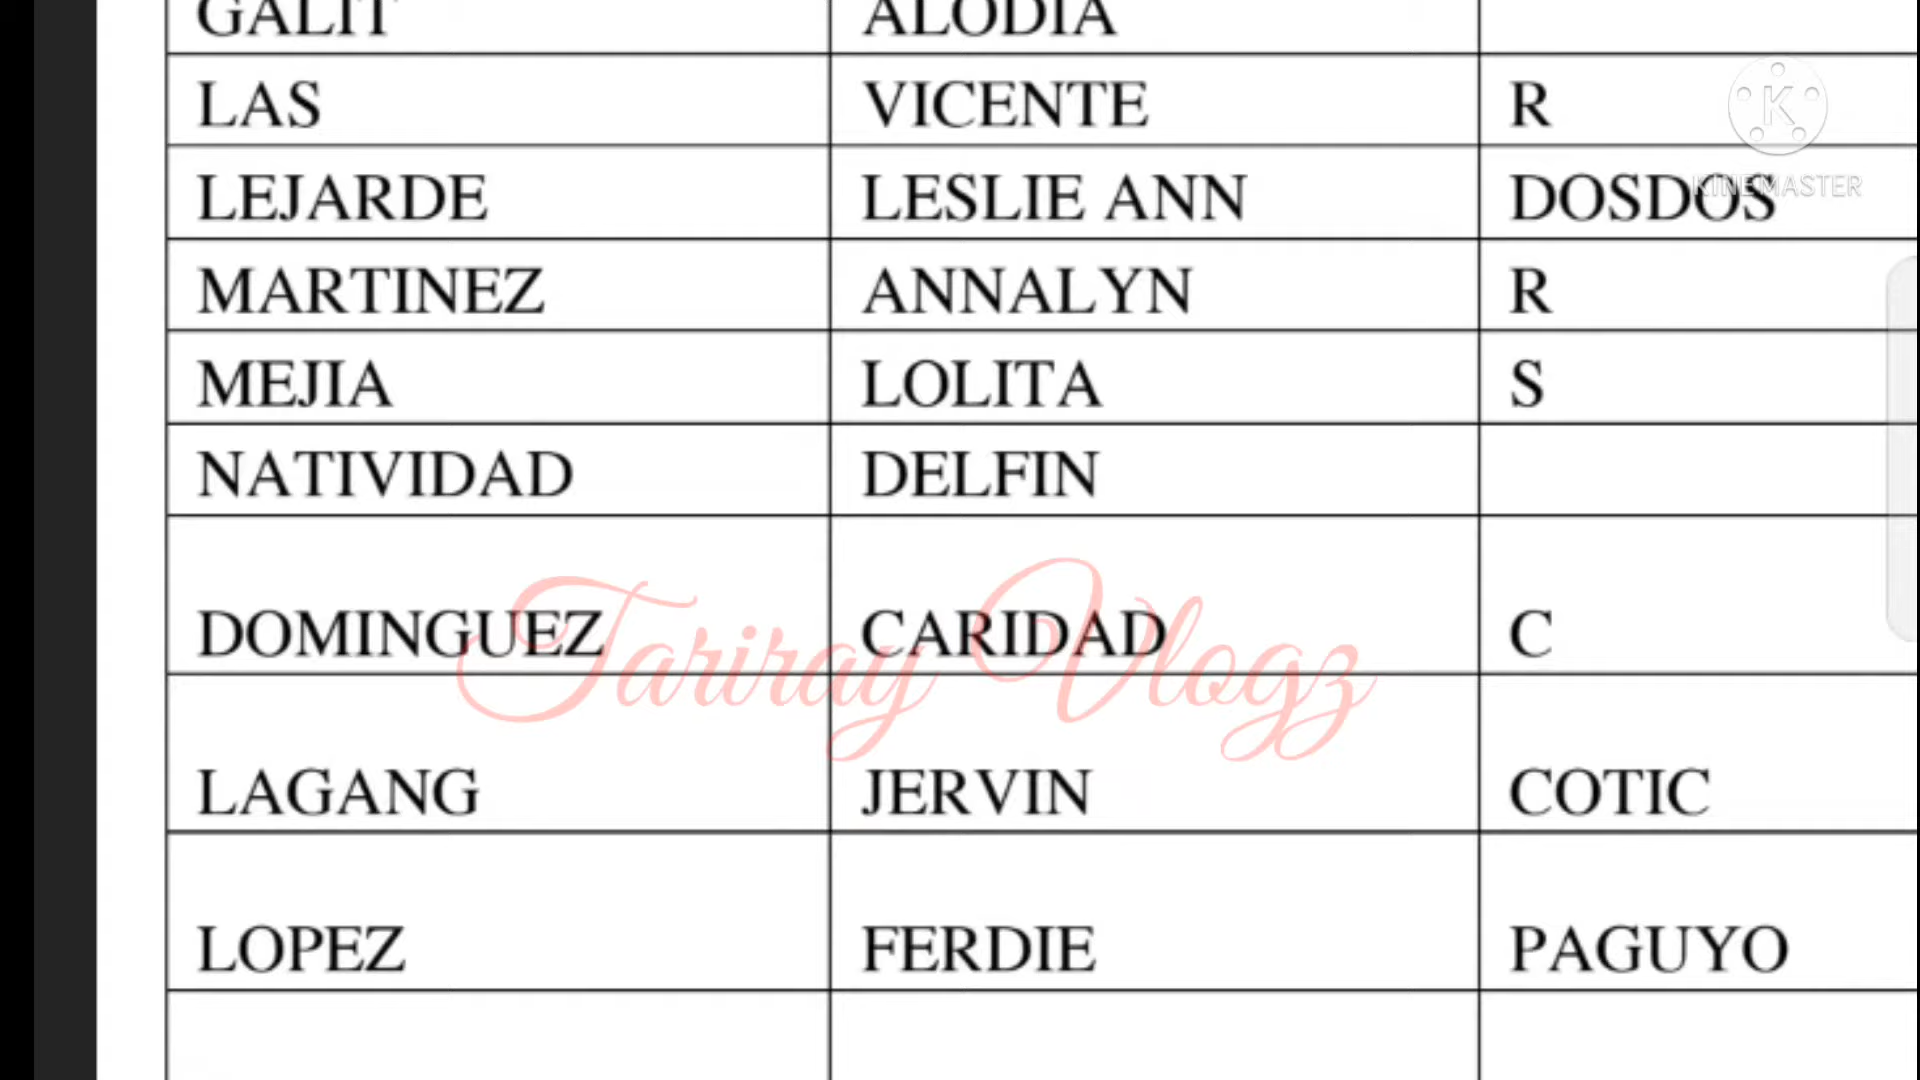 GALIT ALODIA
LAS VICENTE R
LEJARDE LESLIE ANN DOSDOS
MARTINEZ ANNALYN R
MEJIA LOLITA S
NATIVIDAD DELFIN
DOMINGUEZ CARIDAD C
LAGANG JERVIN COTIC
LOPEZ FERDIE PAGUYO
K
KINEMASTER
Tariray Vlogz